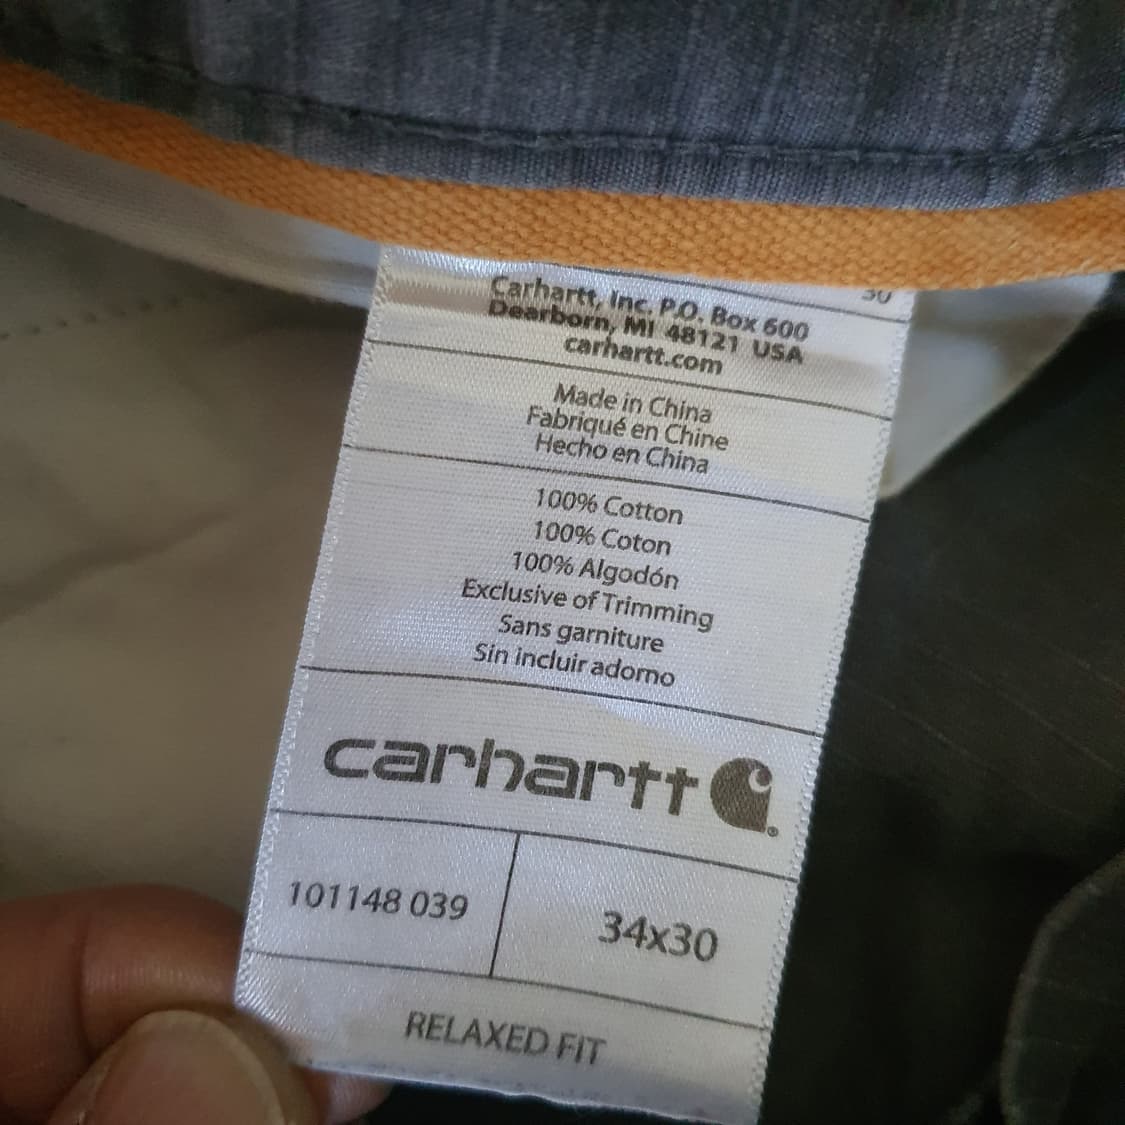 30
Carhartt, Inc. P.O. Box 600
Dearborn, MI 48121 USA
carhartt.com
Made in China
Fabriqué en Chine
Hecho en China
100% Cotton
100% Coton
100% Algodón
Exclusive of Trimming
Sans garniture
Sin incluir adorno
carhartt
101148 039
34x30
RELAXED FIT